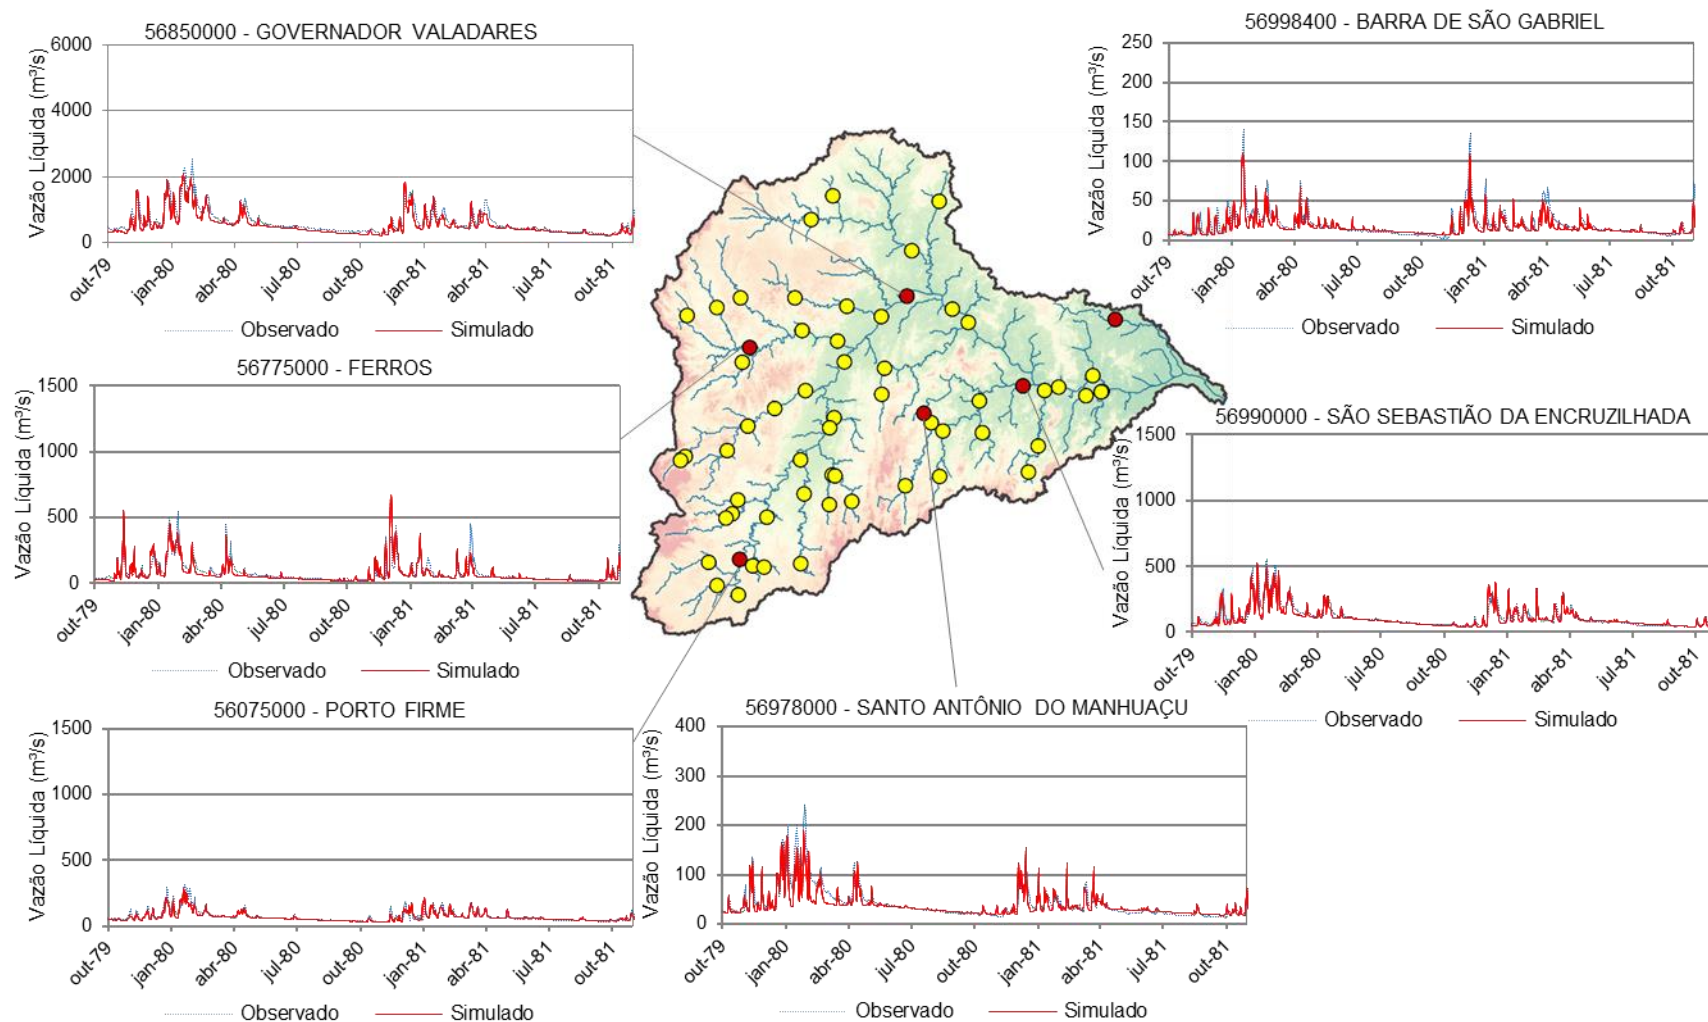 56850000 - GOVERNADOR VALADARES
Vazão Líquida (m³/s)
6000
4000
2000
0
out-79
jan-80
abr-80
jul-80
out-80
jan-81
abr-81
jul-81
out-81
Observado
Simulado
56998400 - BARRA DE SÃO GABRIEL
Vazão Líquida (m³/s)
250
200
150
100
50
0
out-79
jan-80
abr-80
jul-80
out-80
jan-81
abr-81
jul-81
out-81
Observado
Simulado
56775000 - FERROS
Vazão Líquida (m³/s)
1500
1000
500
0
out-79
jan-80
abr-80
jul-80
out-80
jan-81
abr-81
jul-81
out-81
Observado
Simulado
56990000 - SÃO SEBASTIÃO DA ENCRUZILHADA
Vazão Líquida (m³/s)
1500
1000
500
0
out-79
jan-80
abr-80
jul-80
out-80
jan-81
abr-81
jul-81
out-81
Observado
Simulado
56075000 - PORTO FIRME
Vazão Líquida (m³/s)
1500
1000
500
0
out-79
jan-80
abr-80
jul-80
out-80
jan-81
abr-81
jul-81
out-81
Observado
Simulado
56978000 - SANTO ANTÔNIO DO MANHUAÇU
Vazão Líquida (m³/s)
400
300
200
100
0
out-79
jan-80
abr-80
jul-80
out-80
jan-81
abr-81
jul-81
out-81
Observado
Simulado